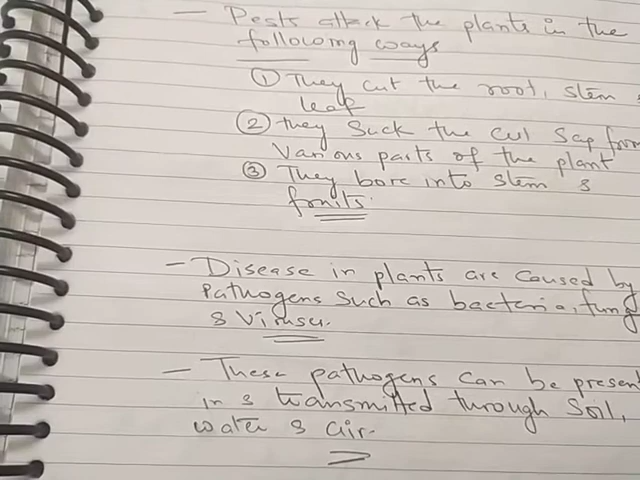 - Pests attack the plants in the
following ways
① They cut the root, stem &
leaf
② they suck the cell sap from
Various parts of the plant
③ They bore into stem &
fruits.
- Disease in plants are caused by
pathogens such as bacteria, fung
& Viruses.
- These pathogens can be present
in & transmitted through Soil,
water & air.